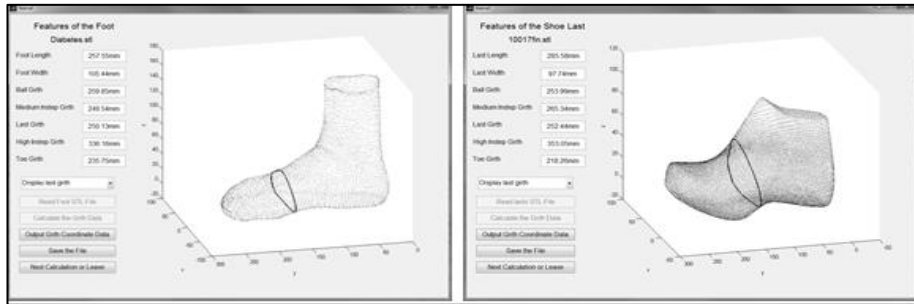 Features of the Foot
Diabetes.stl
Foot Length 257.55mm
Foot Width 105.44mm
Ball Girth 259.85mm
Medium Instep Girth 248.54mm
Last Girth 250.13mm
High Instep Girth 336.18mm
Toe Girth 235.75mm
Display last girth
Read Foot STL File
Calculate the Girth Data
Output Girth Coordinate Data
Save the File
Next Calculation or Leave
Features of the Shoe Last
10017fin.stl
Last Length 285.58mm
Last Width 97.74mm
Ball Girth 253.99mm
Medium Instep Girth 265.34mm
Last Girth 252.44mm
High Instep Girth 353.05mm
Toe Girth 218.26mm
Display last girth
Calculate the Girth Data
Output Girth Coordinate Data
Save the File
Next Calculation or Leave